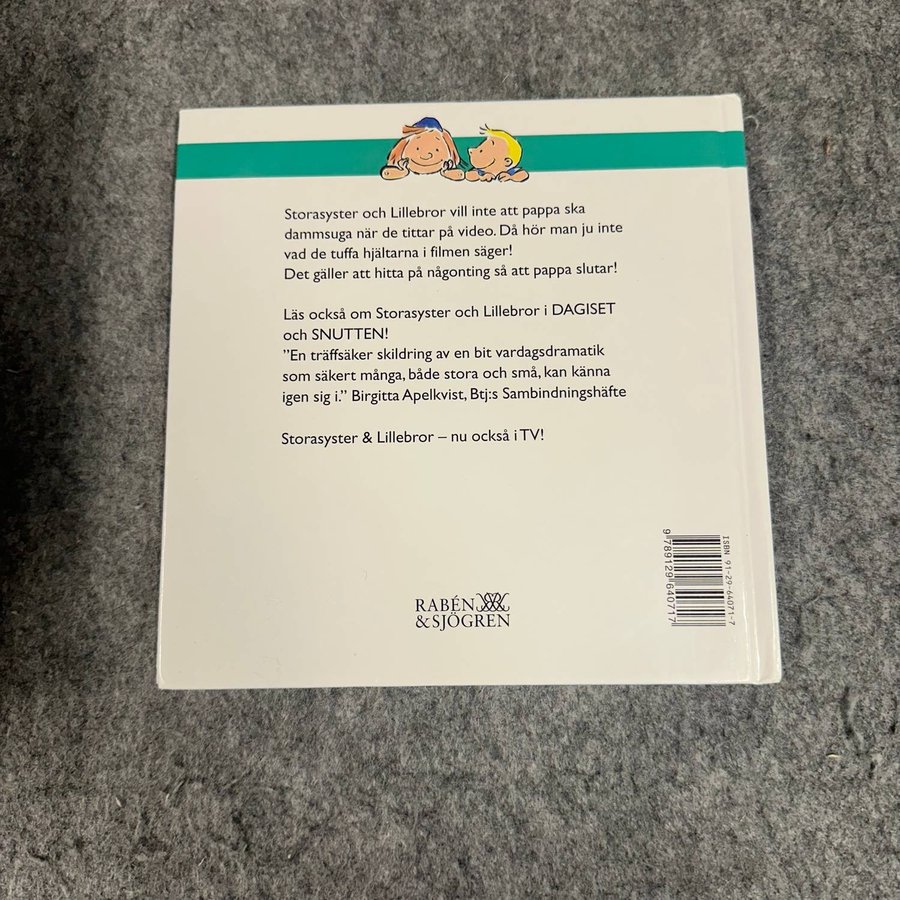 Storasyster och Lillebror vill inte att pappa ska
dammsuga när de tittar på video. Då hör man ju inte
vad de tuffa hjältarna i filmen säger!
Det gäller att hitta på någonting så att pappa slutar!
Läs också om Storasyster och Lillebror i DAGISET
och SNUTTEN!
”En träffsäker skildring av en bit vardagsdramatik
som säkert många, både stora och små, kan känna
igen sig i.” Birgitta Apelkvist, Btj:s Sambindningshäfte
Storasyster & Lillebror – nu också i TV!
ISBN 91-29-64071-7
9 789129 640717
RABÉN
& SJÖGREN